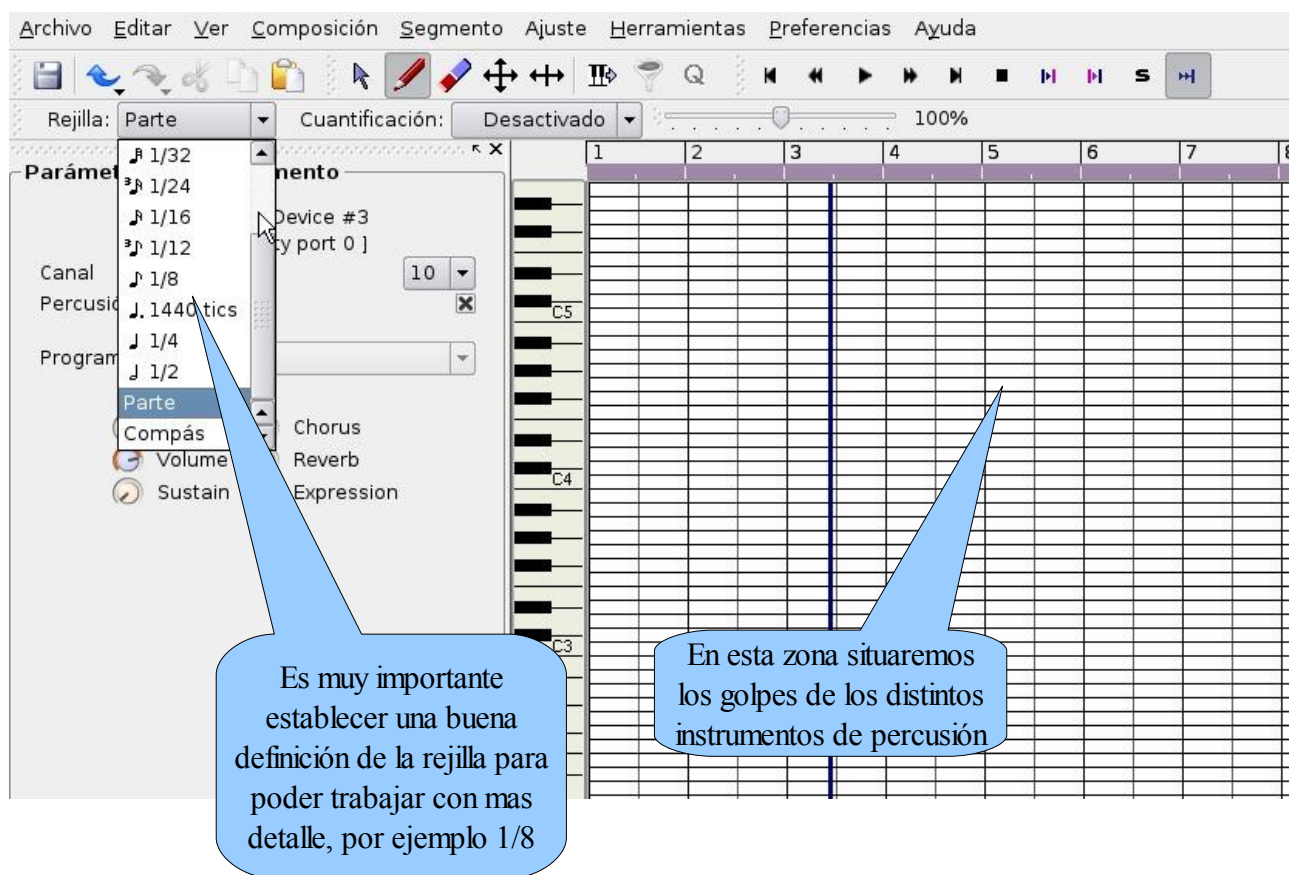 Archivo Editar Ver Composición Segmento Ajuste Herramientas Preferencias Ayuda
Q S
Rejilla: Parte Cuantificación: Desactivado 100%
1 2 3 4 5 6 7 8
1/32
3 1/24
1/16
3 1/12
1/8
1440 tics
1/4
1/2
Parte
Compás
Device #3
port 0 ]
Canal 10
C5
Chorus
Volume Reverb
Sustain Expression
C4
C3
Es muy importante
establecer una buena
definición de la rejilla para
poder trabajar con mas
detalle, por ejemplo 1/8
En esta zona situaremos
los golpes de los distintos
instrumentos de percusión